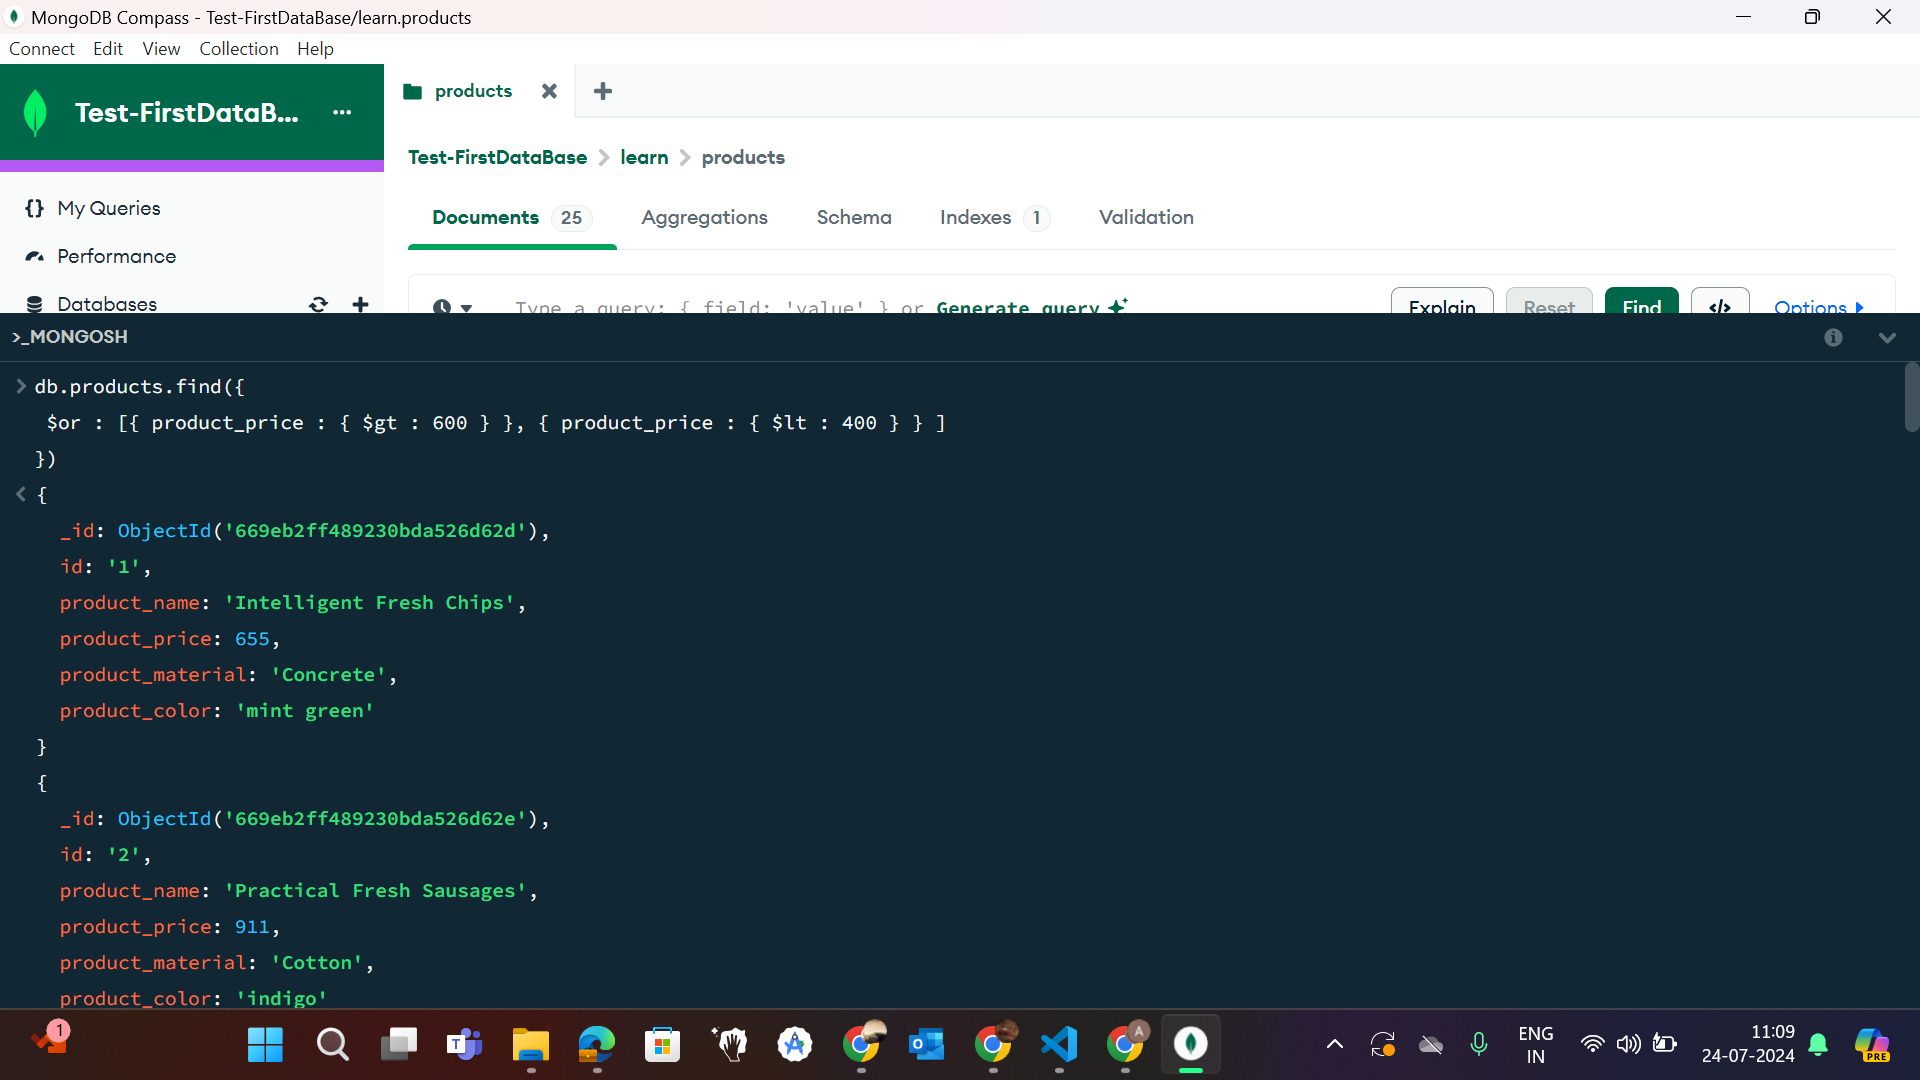 MongoDB Compass - Test-FirstDataBase/learn.products
Connect Edit View Collection Help
Test-FirstDataB...
products
Test-FirstDataBase > learn > products
Documents 25 Aggregations Schema Indexes 1 Validation
{} My Queries
Performance
Databases
Type a query: { field: 'value' } or Generate query
Explain Reset Find </> Options
>_MONGOSH
db.products.find({
$or : [{ product_price : { $gt : 600 } }, { product_price : { $lt : 400 } } ]
})
{
_id: ObjectId('669eb2ff489230bda526d62d'),
id: '1',
product_name: 'Intelligent Fresh Chips',
product_price: 655,
product_material: 'Concrete',
product_color: 'mint green'
}
{
_id: ObjectId('669eb2ff489230bda526d62e'),
id: '2',
product_name: 'Practical Fresh Sausages',
product_price: 911,
product_material: 'Cotton',
product_color: 'indigo'
1
A
ENG
IN
11:09
24-07-2024
PRE